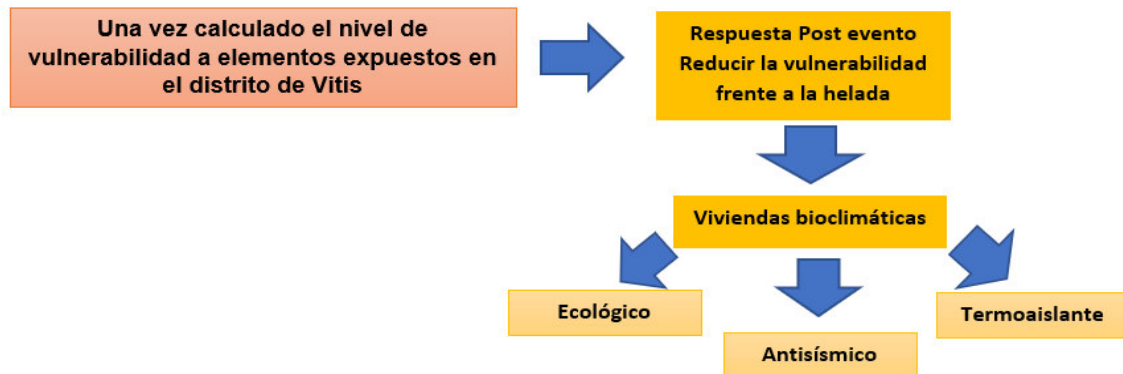 Una vez calculado el nivel de
vulnerabilidad a elementos expuestos en
el distrito de Vitis
Respuesta Post evento
Reducir la vulnerabilidad
frente a la helada
Viviendas bioclimáticas
Ecológico
Antisísmico
Termoaislante